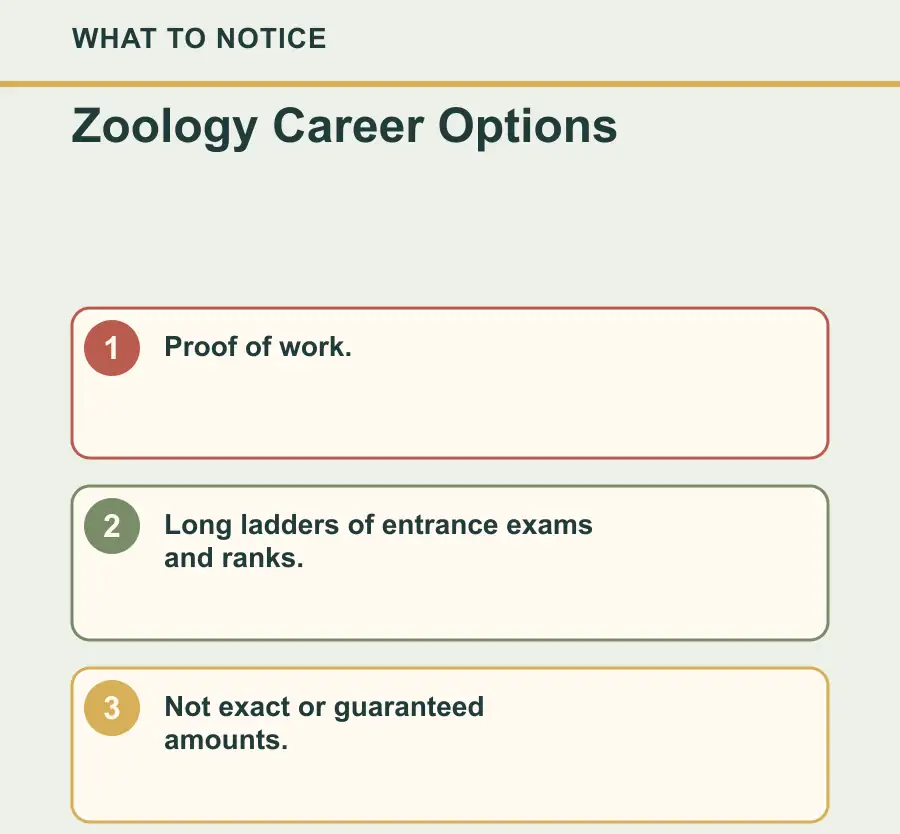 WHAT TO NOTICE
Zoology Career Options
1
Proof of work.
2
Long ladders of entrance exams
and ranks.
3
Not exact or guaranteed
amounts.